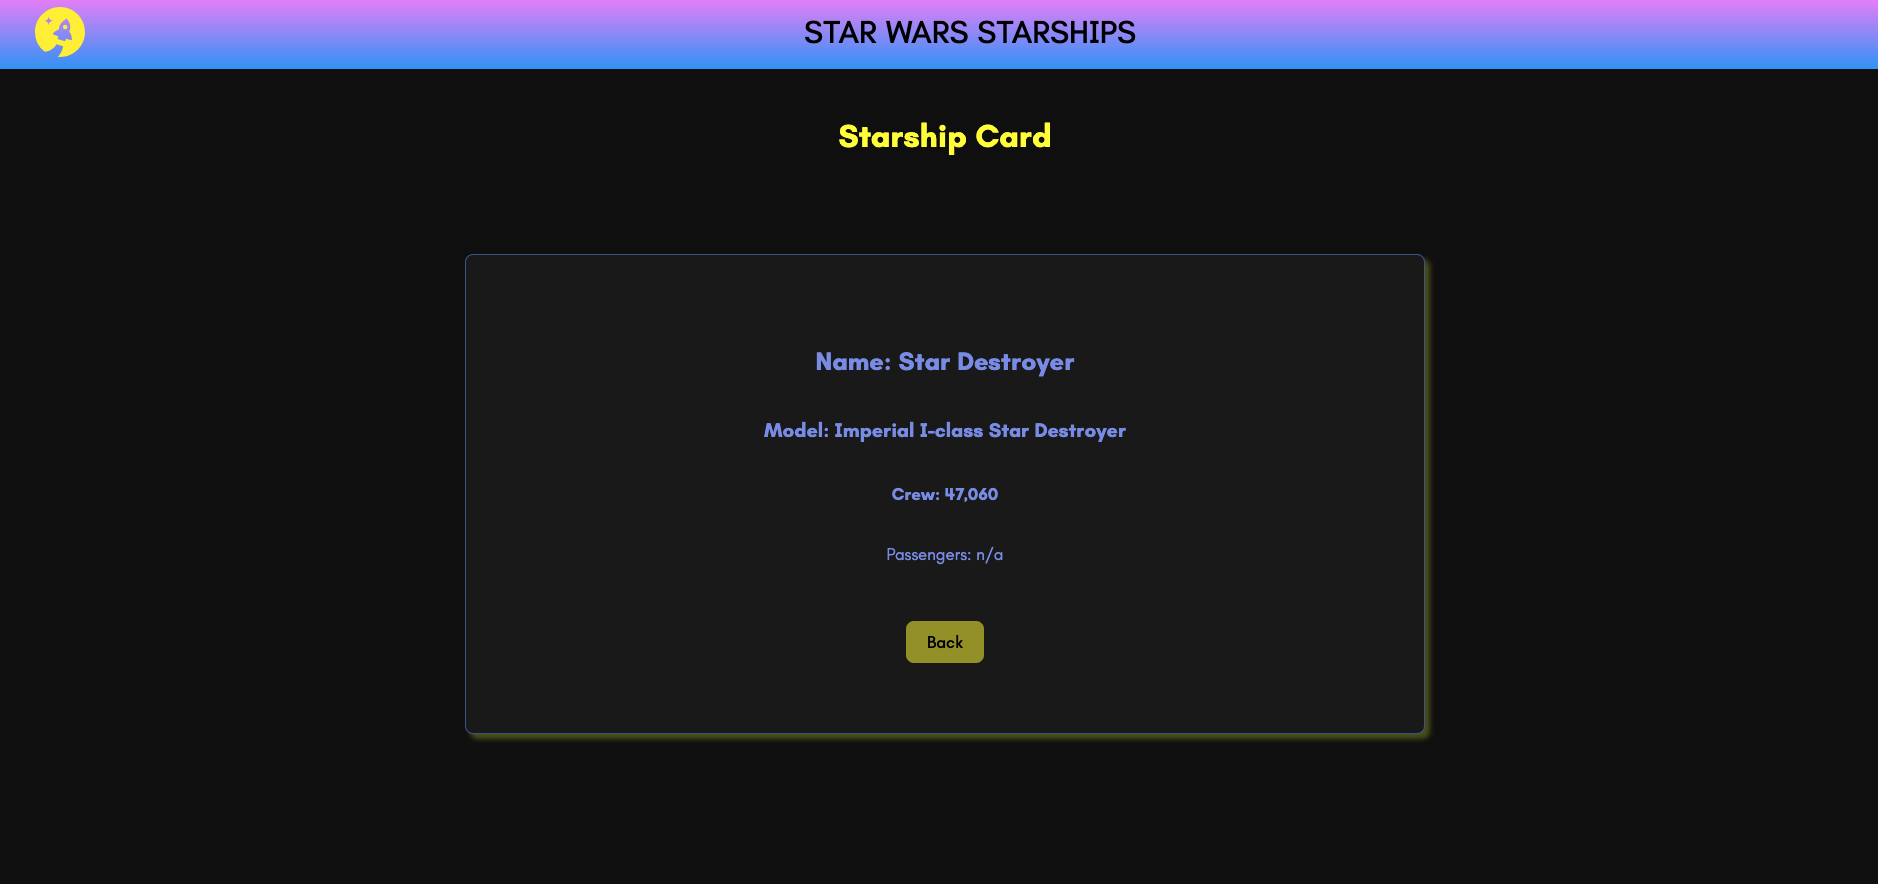 STAR WARS STARSHIPS
Starship Card
Name: Star Destroyer
Model: Imperial I-class Star Destroyer
Crew: 47,060
Passengers: n/a
Back